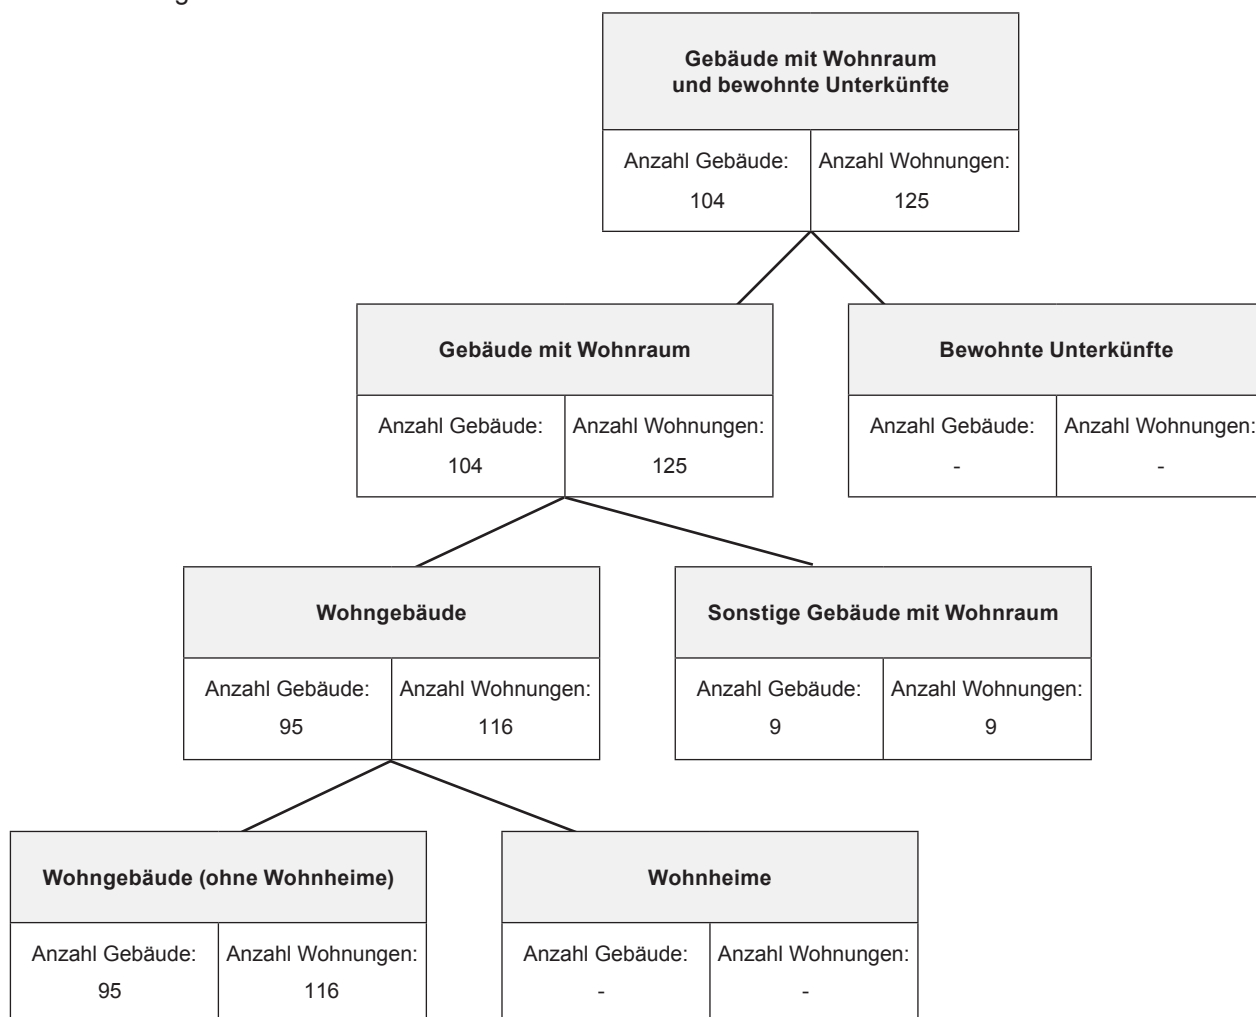 Gebäude mit Wohnraum
und bewohnte Unterkünfte
Anzahl Gebäude: Anzahl Wohnungen:
104 125
Gebäude mit Wohnraum
Anzahl Gebäude: Anzahl Wohnungen:
104 125
Bewohnte Unterkünfte
Anzahl Gebäude: Anzahl Wohnungen:
- -
Wohngebäude
Anzahl Gebäude: Anzahl Wohnungen:
95 116
Sonstige Gebäude mit Wohnraum
Anzahl Gebäude: Anzahl Wohnungen:
9 9
Wohngebäude (ohne Wohnheime)
Anzahl Gebäude: Anzahl Wohnungen:
95 116
Wohnheime
Anzahl Gebäude: Anzahl Wohnungen:
- -